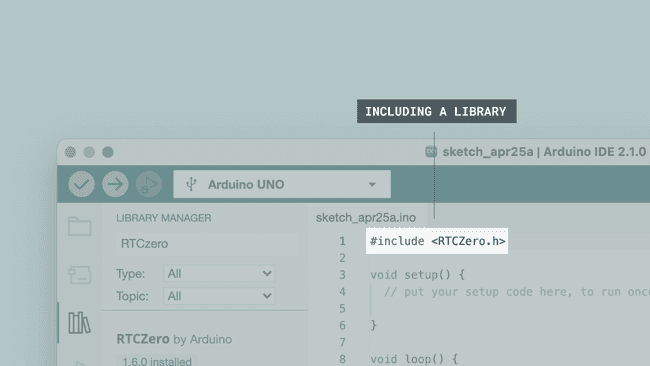 INCLUDING A LIBRARY
sketch_apr25a | Arduino IDE 2.1.0
Arduino UNO
LIBRARY MANAGER
RTCzero
Type: All
Topic: All
RTCZero by Arduino
1.6.0 installed
sketch_apr25a.ino
1 #include <RTCZero.h>
2
3 void setup() {
4 // put your setup code here, to run once
5
6 }
7
8 void loop() {